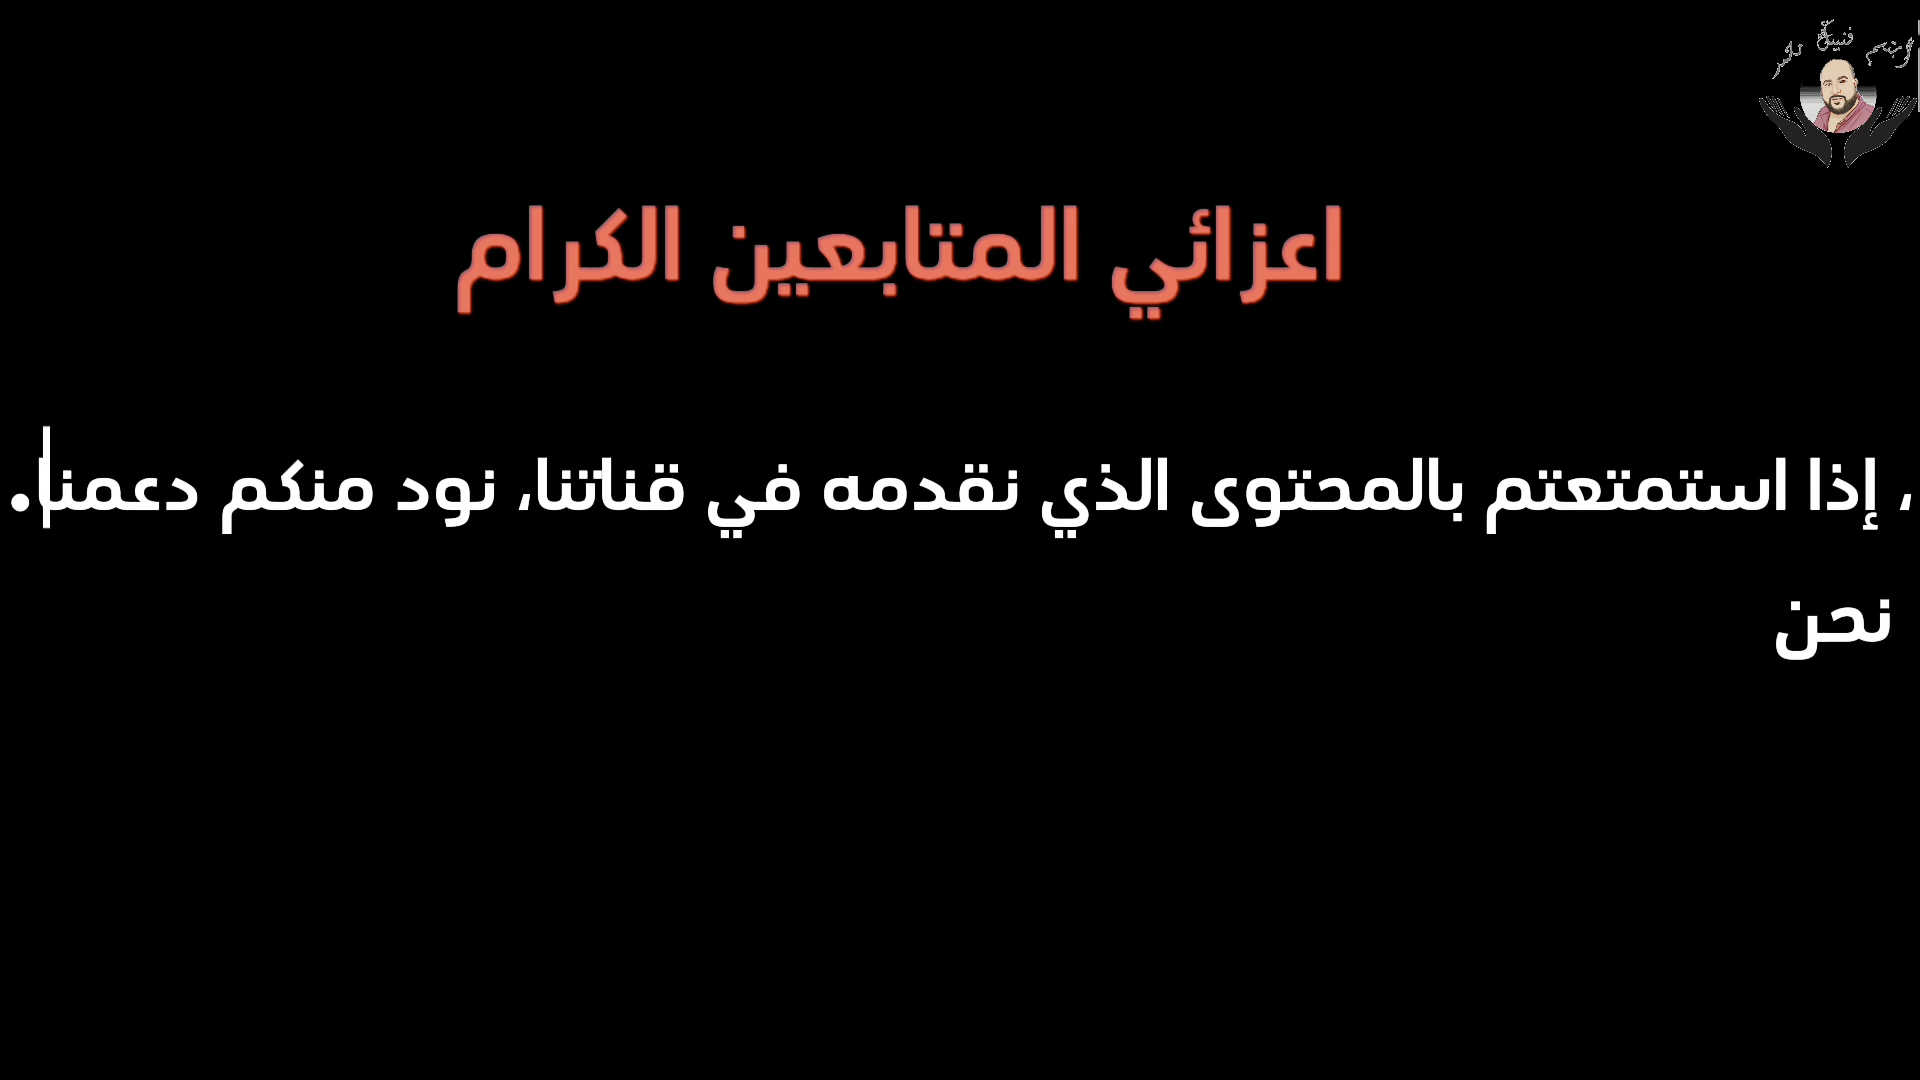 اعزائي المتابعين الكرام
، إذا استمتعتم بالمحتوى الذي نقدمه في قناتنا، نود منكم دعمنا.
نحن